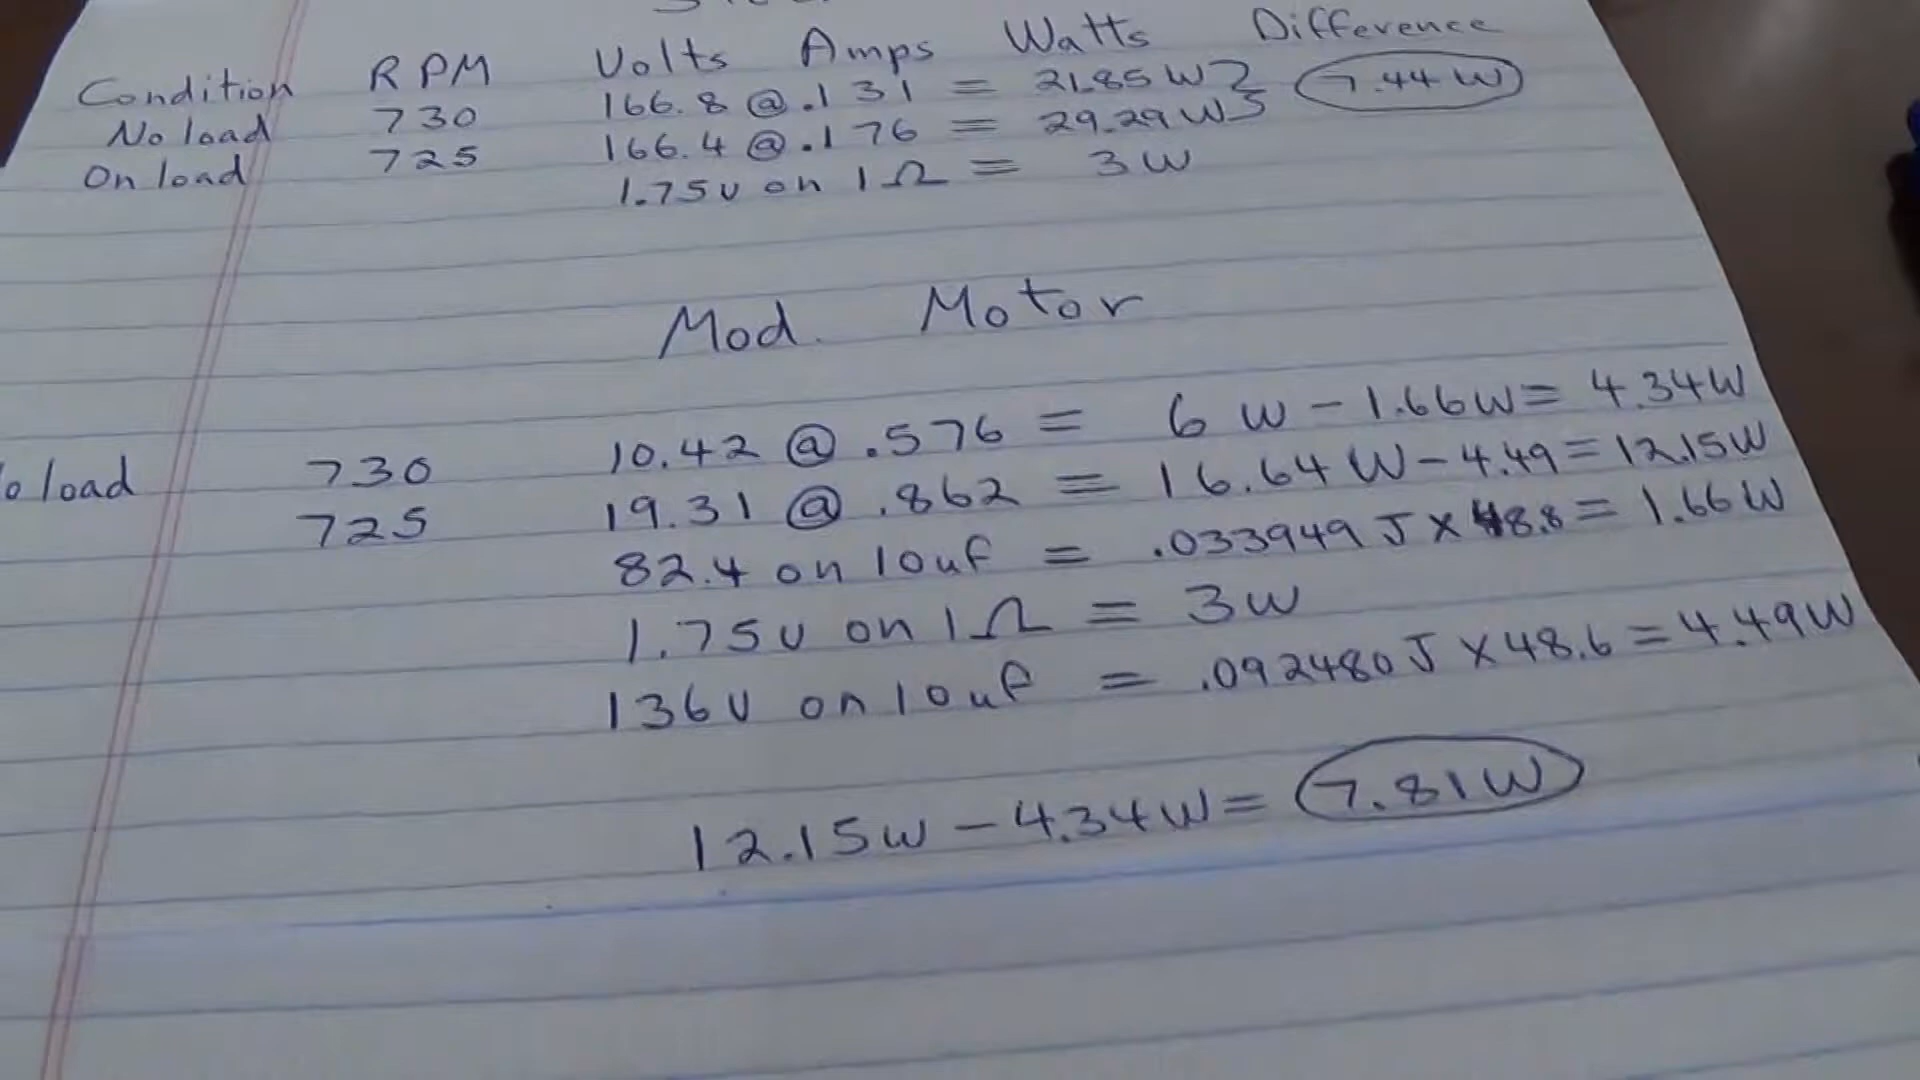 Condition RPM Volts Amps Watts Difference
No load 730 166.8 @ .131 = 21.85 W } 7.44 W
On load 725 166.4 @ .176 = 29.29 W
1.75v on 1Ω = 3W
Mod. Motor
o load 730 10.42 @ .576 = 6 W - 1.66W = 4.34W
725 19.31 @ .862 = 16.64 W - 4.49 = 12.15W
82.4 on 10uf = .033949 J x 48.8 = 1.66 W
1.75v on 1Ω = 3W
136V on 10uf = .092480 J x 48.6 = 4.49W
12.15W - 4.34W = 7.81W